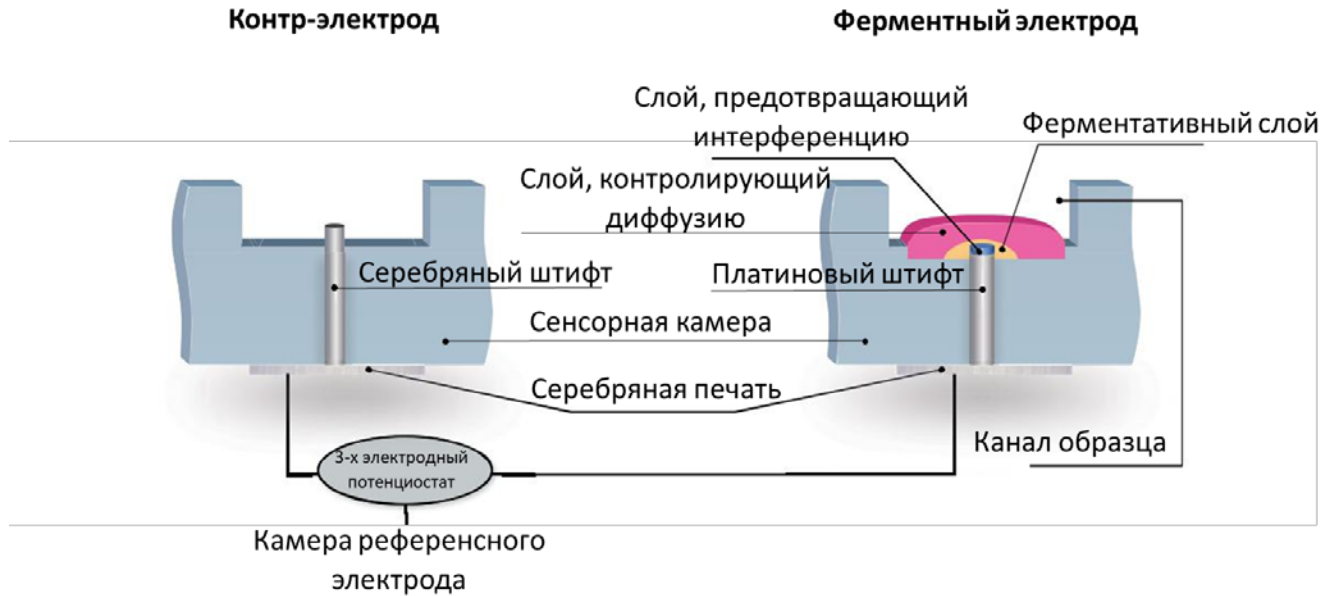 Контр-электрод
Ферментный электрод
Слой, предотвращающий
интерференцию
Ферментативный слой
Слой, контролирующий
диффузию
Серебряный штифт
Платиновый штифт
Сенсорная камера
Серебряная печать
Канал образца
3-х электродный
потенциостат
Камера референсного
электрода